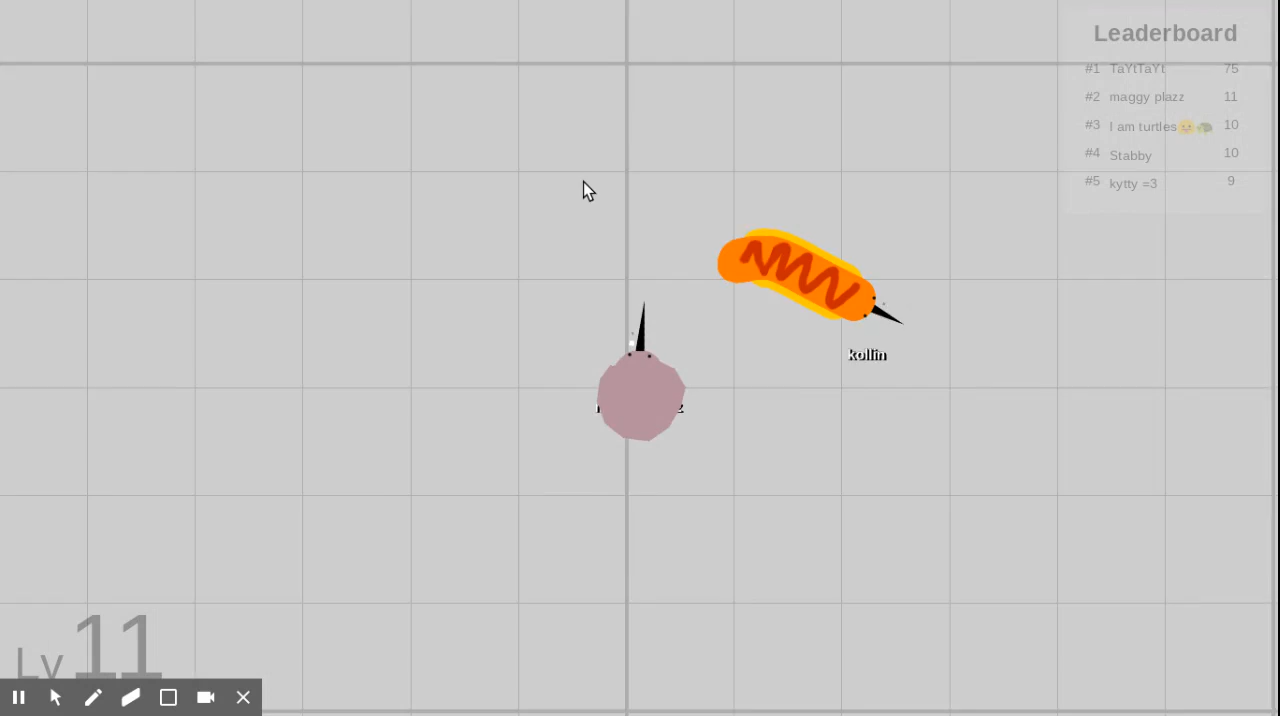 Leaderboard
#1 TaYtTaYt 75
#2 maggy plazz 11
#3 I am turtles🌞🐢 10
#4 Stabby 10
#5 kytty =3 9
kollin
Lv 11